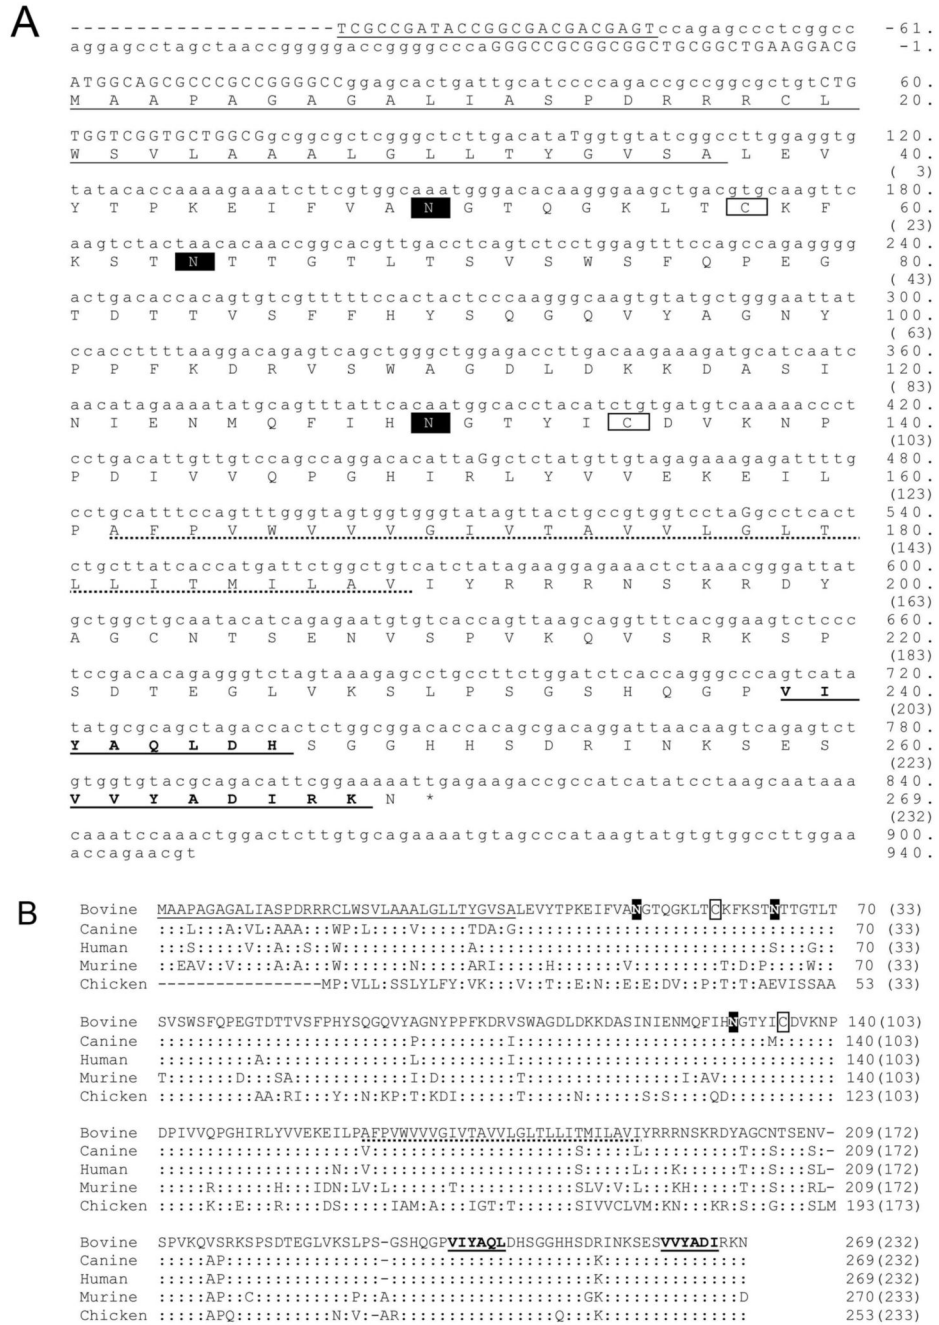 A
--------------------TCGCCGATACCGGCGACGACGAGTccagagccctcggcc -61.
aggagcctagctaaccgggggaccggggcccaGGGCCGCGGCGGCTGCGGCTGAAGGACG -1.
ATGGCAGCGCCCGCCGGGGCCggagcactgattgcatccccagaccgccggcgctgtCTG 60.
M A A P A G A G A L I A S P D R R R C L 20.
TGGTCGGTGCTGGCGgcggcgctcgggctcttgacataTggtgtatcggccttggaggtg 120.
W S V L A A A L G L L T Y G V S A L E V 40.
( 3)
tatacaccaaaagaaatcttcgtggcaaatgggacacaagggaagctgacgtgcaagttc 180.
Y T P K E I F V A N G T Q G K L T C K F 60.
( 23)
aagtctactaacacaaccggcacgttgacctcagtctcctggagtttccagccagagggg 240.
K S T N T T G T L T S V S W S F Q P E G 80.
( 43)
actgacaccacagtgtcgtttttccactactcccaagggcaagtgtatgctgggaattat 300.
T D T T V S F F H Y S Q G Q V Y A G N Y 100.
( 63)
ccaccttttaaggacagagtcagctgggctggagaccttgacaagaaagatgcatcaatc 360.
P P F K D R V S W A G D L D K K D A S I 120.
( 83)
aacatagaaaatatgcagtttattcacaatggcacctacatctgtgatgtcaaaaaccct 420.
N I E N M Q F I H N G T Y I C D V K N P 140.
(103)
cctgacattgttgtccagccaggacacattaGgctctatgttgtagagaaagagattttg 480.
P D I V V Q P G H I R L Y V V E K E I L 160.
(123)
cctgcatttccagtttgggtagtggtgggtatagttactgccgtggtcctaGgcctcact 540.
P A F P V W V V V G I V T A V V L G L T 180.
(143)
ctgcttatcaccatgattctggctgtcatctatagaaggagaaactctaaacgggattat 600.
L L I T M I L A V I Y R R R N S K R D Y 200.
(163)
gctggctgcaatacatcagagaatgtgtcaccagttaagcaggtttcacggaagtctccc 660.
A G C N T S E N V S P V K Q V S R K S P 220.
(183)
tccgacacagagggtctagtaaagagcctgccttctggatctcaccagggcccagtcata 720.
S D T E G L V K S L P S G S H Q G P V I 240.
(203)
tatgcgcagctagaccactctggcggacaccacagcgacaggattaacaagtcagagtct 780.
Y A Q L D H S G G H H S D R I N K S E S 260.
(223)
gtggtgtacgcagacattcggaaaaattgagaagaccgccatcatatcctaagcaataaa 840.
V V Y A D I R K N * 269.
(232)
caaatccaaactggactcttgtgcagaaaatgtagcccataagtatgtgtggccttggaa 900.
accagaacgt 940.
B
Bovine MAAPAGAGALIASPDRRRCLWSVLAAALGLLTYGVSALEVYTPKEIFVANGTQGKLTCKFKSTNTTGTLT 70 (33)
Canine :::L:::A:VL:AAA:::WP:L::::V:::::TDA:G::::::::::::::::::::::::::::::::: 70 (33)
Human ::::::::V::A:::::S::W:::::::::::::::::::::::::::::::::::::::::::S:::G: 70 (33)
Murine ::EAV::V::::A:A:::W:::::::N:::::ARI:::::H:::::::V:::::::::T:D:P::::W:: 70 (33)
Chicken -----------------MP:VLL:SSLYLFY:VK:::V::T:E::N::E:E:DV::P:T:T:AEVISSAA 53 (33)
Bovine SVSWSFQPEGTDTTVSFFHYSQGQVYAGNYPPFKDRVSWAGDLDKKDASINIENMQFIHNGTYICDVKNP 140(103)
Canine ::::::::::::::::::::::::::P:::::::::I::::::::::::::::::::::::::M:::::: 140(103)
Human ::::::::::A:::::::::::::::L:::::::::I::::::::::::::::::::::::::::::::: 140(103)
Murine T:::::::D:::SA::::::::::::I:D::::::::T::::::::::::::::I:AV:::::::::::: 140(103)
Chicken ::::::::::AA:RI:::Y::N:KP:T:KDI::::::T:::::::::N:::::S:S::::QD:::::::: 123(103)
Bovine DPIVVQPGHIRLYVVEKEILPAFPVWVVVGIVTAVVLGLTLLITMILAVIYRRRNSKRDYAGCNTSENV- 209(172)
Canine :::::::::::::::::::::V:::::::::::::::::::::S:::::L::::::::::T::S:::S:- 209(172)
Human ::::::::::::::::::N::V:::::::::::::::::::::S:::::L:::K::::::T::S:::SL- 209(172)
Murine :::::R::::::H:::IDN:LV:L::::::T::::::::::::SLV:V:L:::KH:::::T::S:::RL- 209(172)
Chicken :::::K::E:::R::::DS::::IAM:A::IGT:T::::::::SIVVCLVM:KN:::KR:S::G:::SLM 193(173)
Bovine SPVKQVSRKSPSDTEGLVKSLPS-GSHQGPVIYAQLDHSGGHHSDRINKSESVVYADIRKN 269(232)
Canine :::::AP::::::::::::::::-:::::::::::::::::::::K::::::::::::::: 269(232)
Human :::::AP::::::::::::::::-:::::::::::::::::::::K::::::::::::::: 269(232)
Murine :::::AP:::C::::::::::::P:A:::::::::::::::::::GK:::::::::::::D 270(233)
Chicken :::::APQ::::::::::N:V:-AR:::::::::::::::::Q:::K:::::::::::::: 253(233)